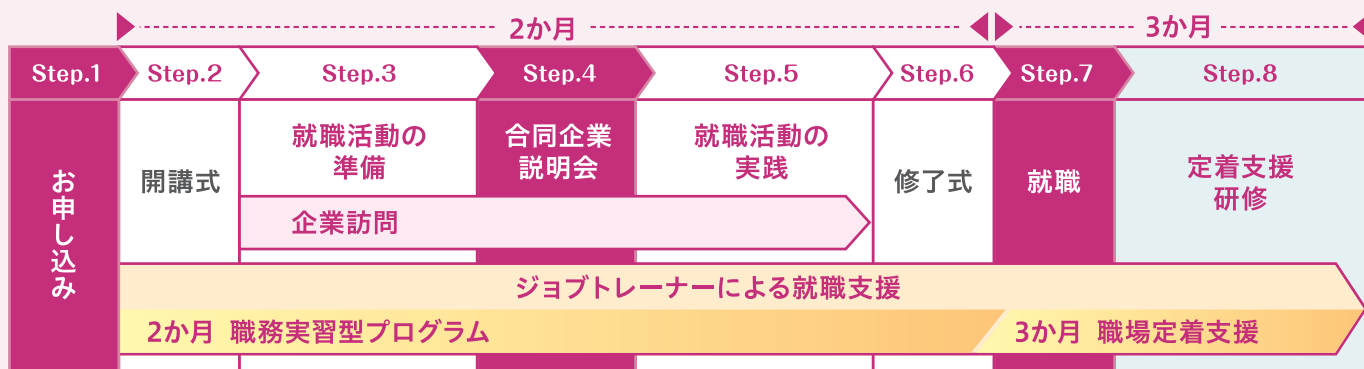 2か月
3か月
Step.1
Step.2
Step.3
Step.4
Step.5
Step.6
Step.7
Step.8
お申し込み
開講式
就職活動の
準備
合同企業
説明会
就職活動の
実践
修了式
就職
定着支援
研修
企業訪問
ジョブトレーナーによる就職支援
2か月 職務実習型プログラム
3か月 職場定着支援